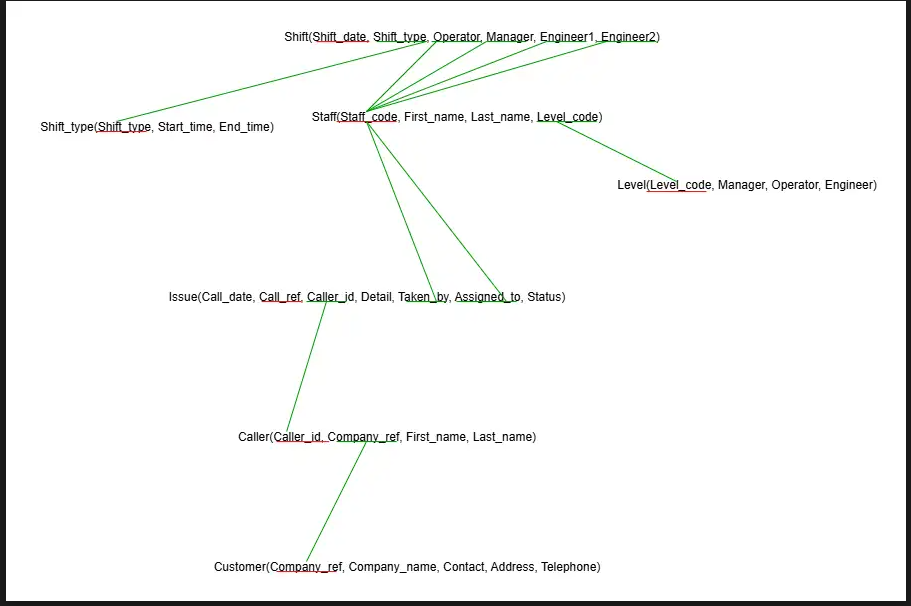 Shift(Shift_date, Shift_type, Operator, Manager, Engineer1, Engineer2)
Staff(Staff_code, First_name, Last_name, Level_code)
Shift_type(Shift_type, Start_time, End_time)
Level(Level_code, Manager, Operator, Engineer)
Issue(Call_date, Call_ref, Caller_id, Detail, Taken_by, Assigned_to, Status)
Caller(Caller_id, Company_ref, First_name, Last_name)
Customer(Company_ref, Company_name, Contact, Address, Telephone)